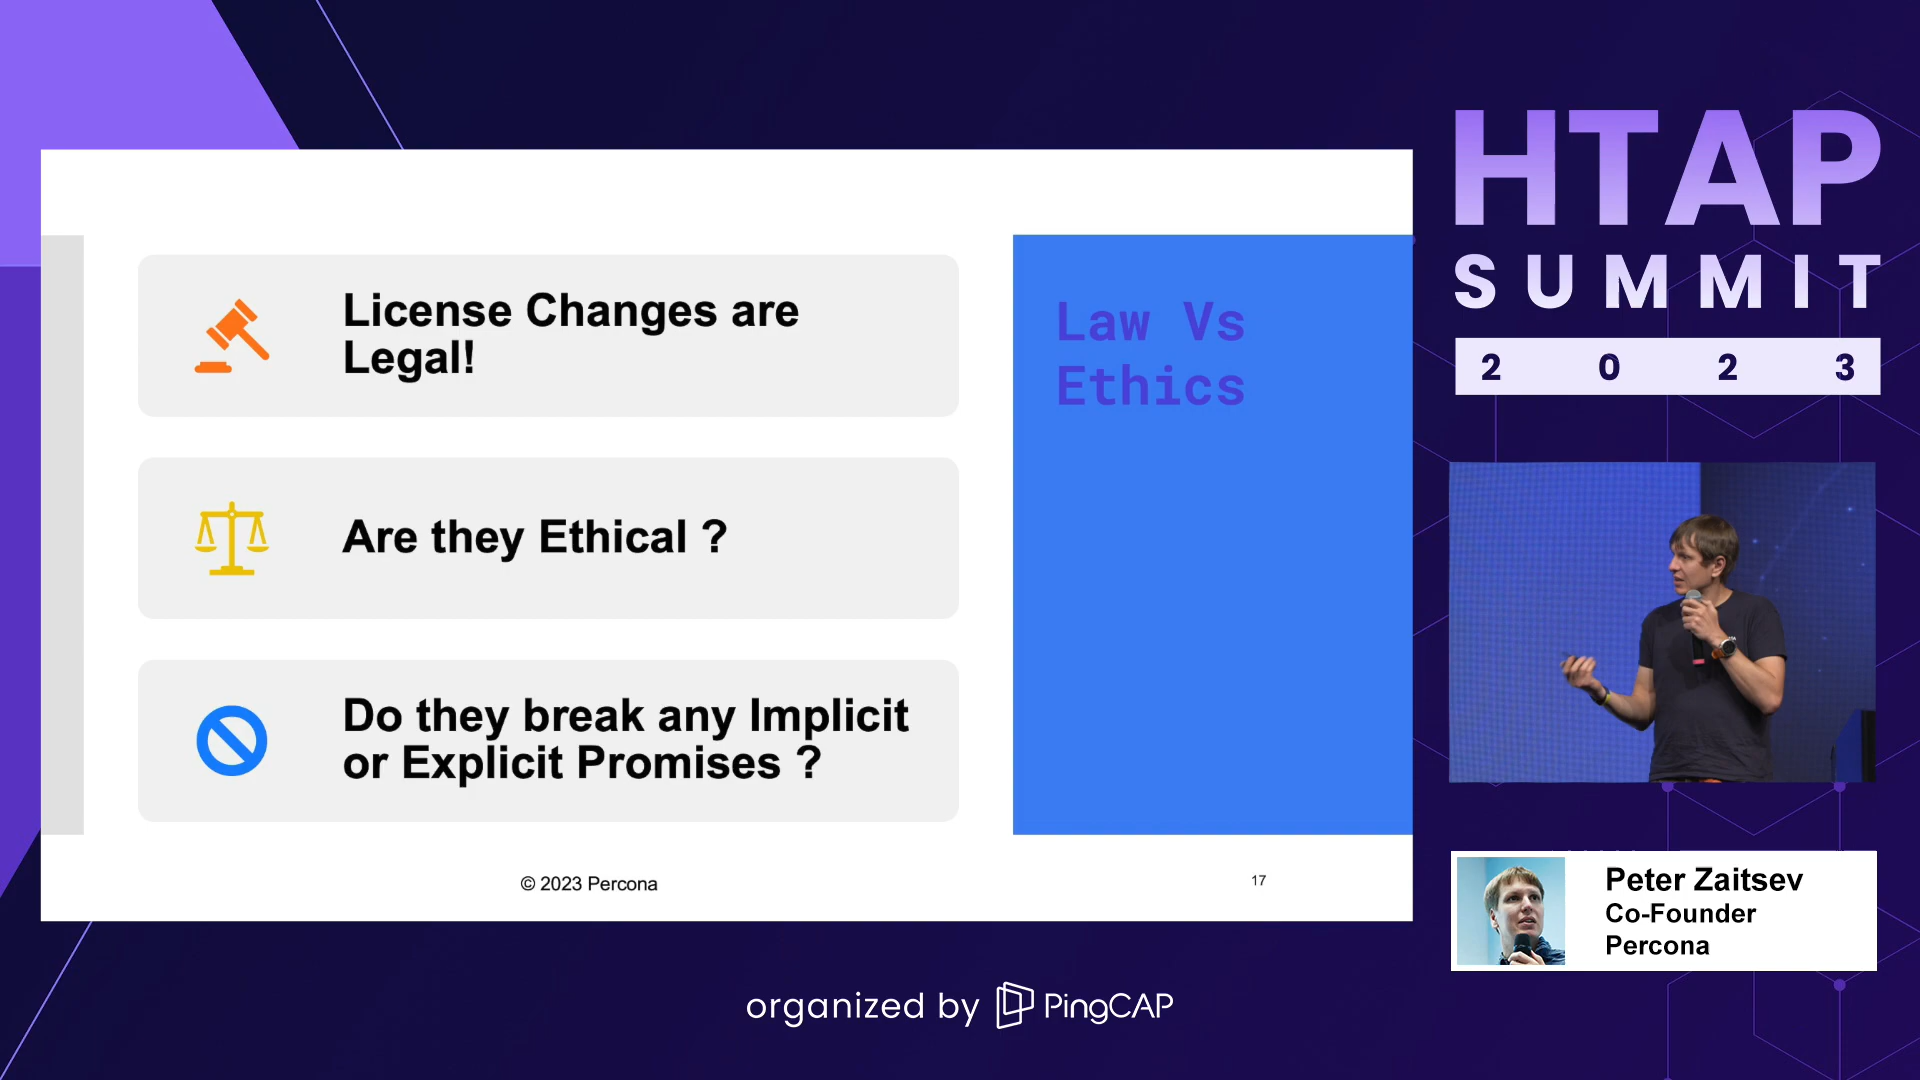 License Changes are
Legal!
Are they Ethical ?
Do they break any Implicit
or Explicit Promises ?
Law Vs
Ethics
© 2023 Percona
17
HTAP
SUMMIT
2 0 2 3
Peter Zaitsev
Co-Founder
Percona
organized by PingCAP